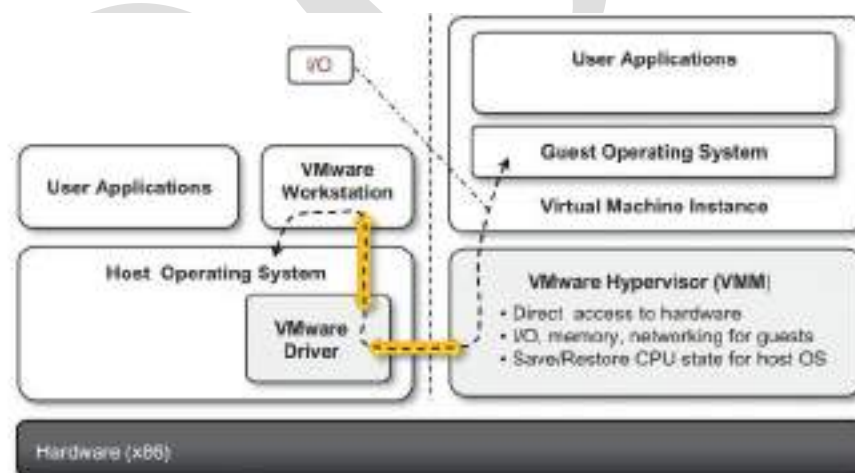 I/O
User Applications
Guest Operating System
Virtual Machine Instance
User Applications
VMware
Workstation
Host Operating System
VMware
Driver
VMware Hypervisor (VMM)
• Direct access to hardware
• I/O, memory, networking for guests
• Save/Restore CPU state for host OS
Hardware (x86)